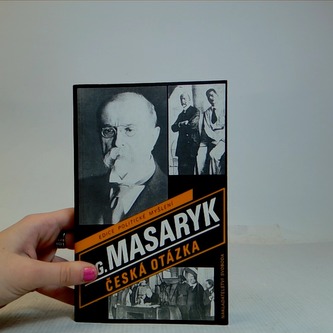 EDICE POLITICKÉ MYŠLENÍ
G. MASARYK
ČESKÁ OTÁZKA
NAKLADATELSTVÍ SVOBODA